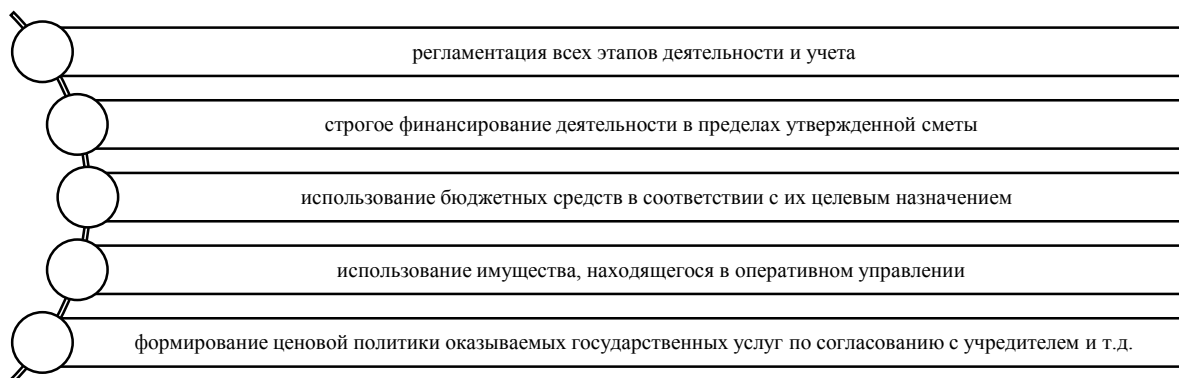 регламентация всех этапов деятельности и учета
строгое финансирование деятельности в пределах утвержденной сметы
использование бюджетных средств в соответствии с их целевым назначением
использование имущества, находящегося в оперативном управлении
формирование ценовой политики оказываемых государственных услуг по согласованию с учредителем и т.д.